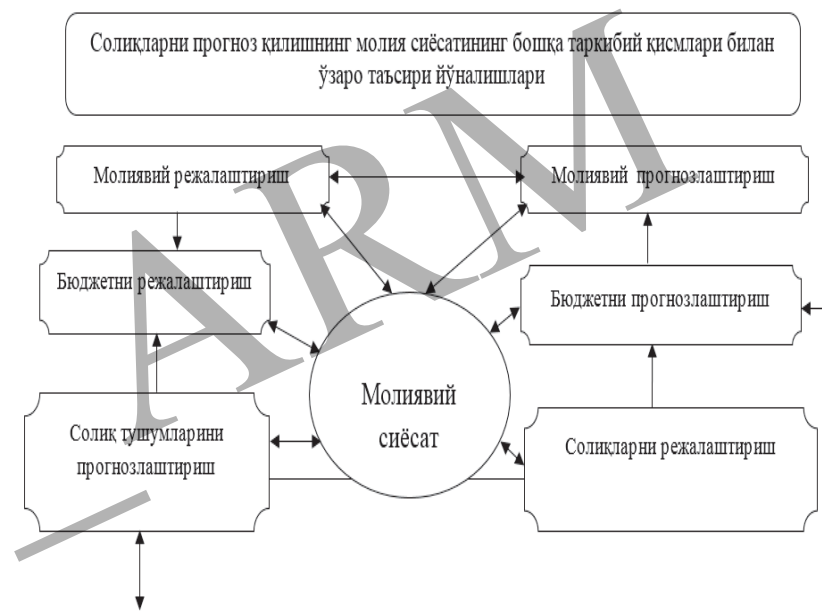 Солиқларни прогноз қилишнинг молия сиёсатининг бошқа таркибий қисмлари билан
ўзаро таъсири йўналишлари
Молиявий режалаштириш
Молиявий прогнозлаштириш
Бюджетни режалаштириш
Бюджетни прогнозлаштириш
Молиявий
сиёсат
Солиқ тушумларини
прогнозлаштириш
Солиқларни режалаштириш
_ARM